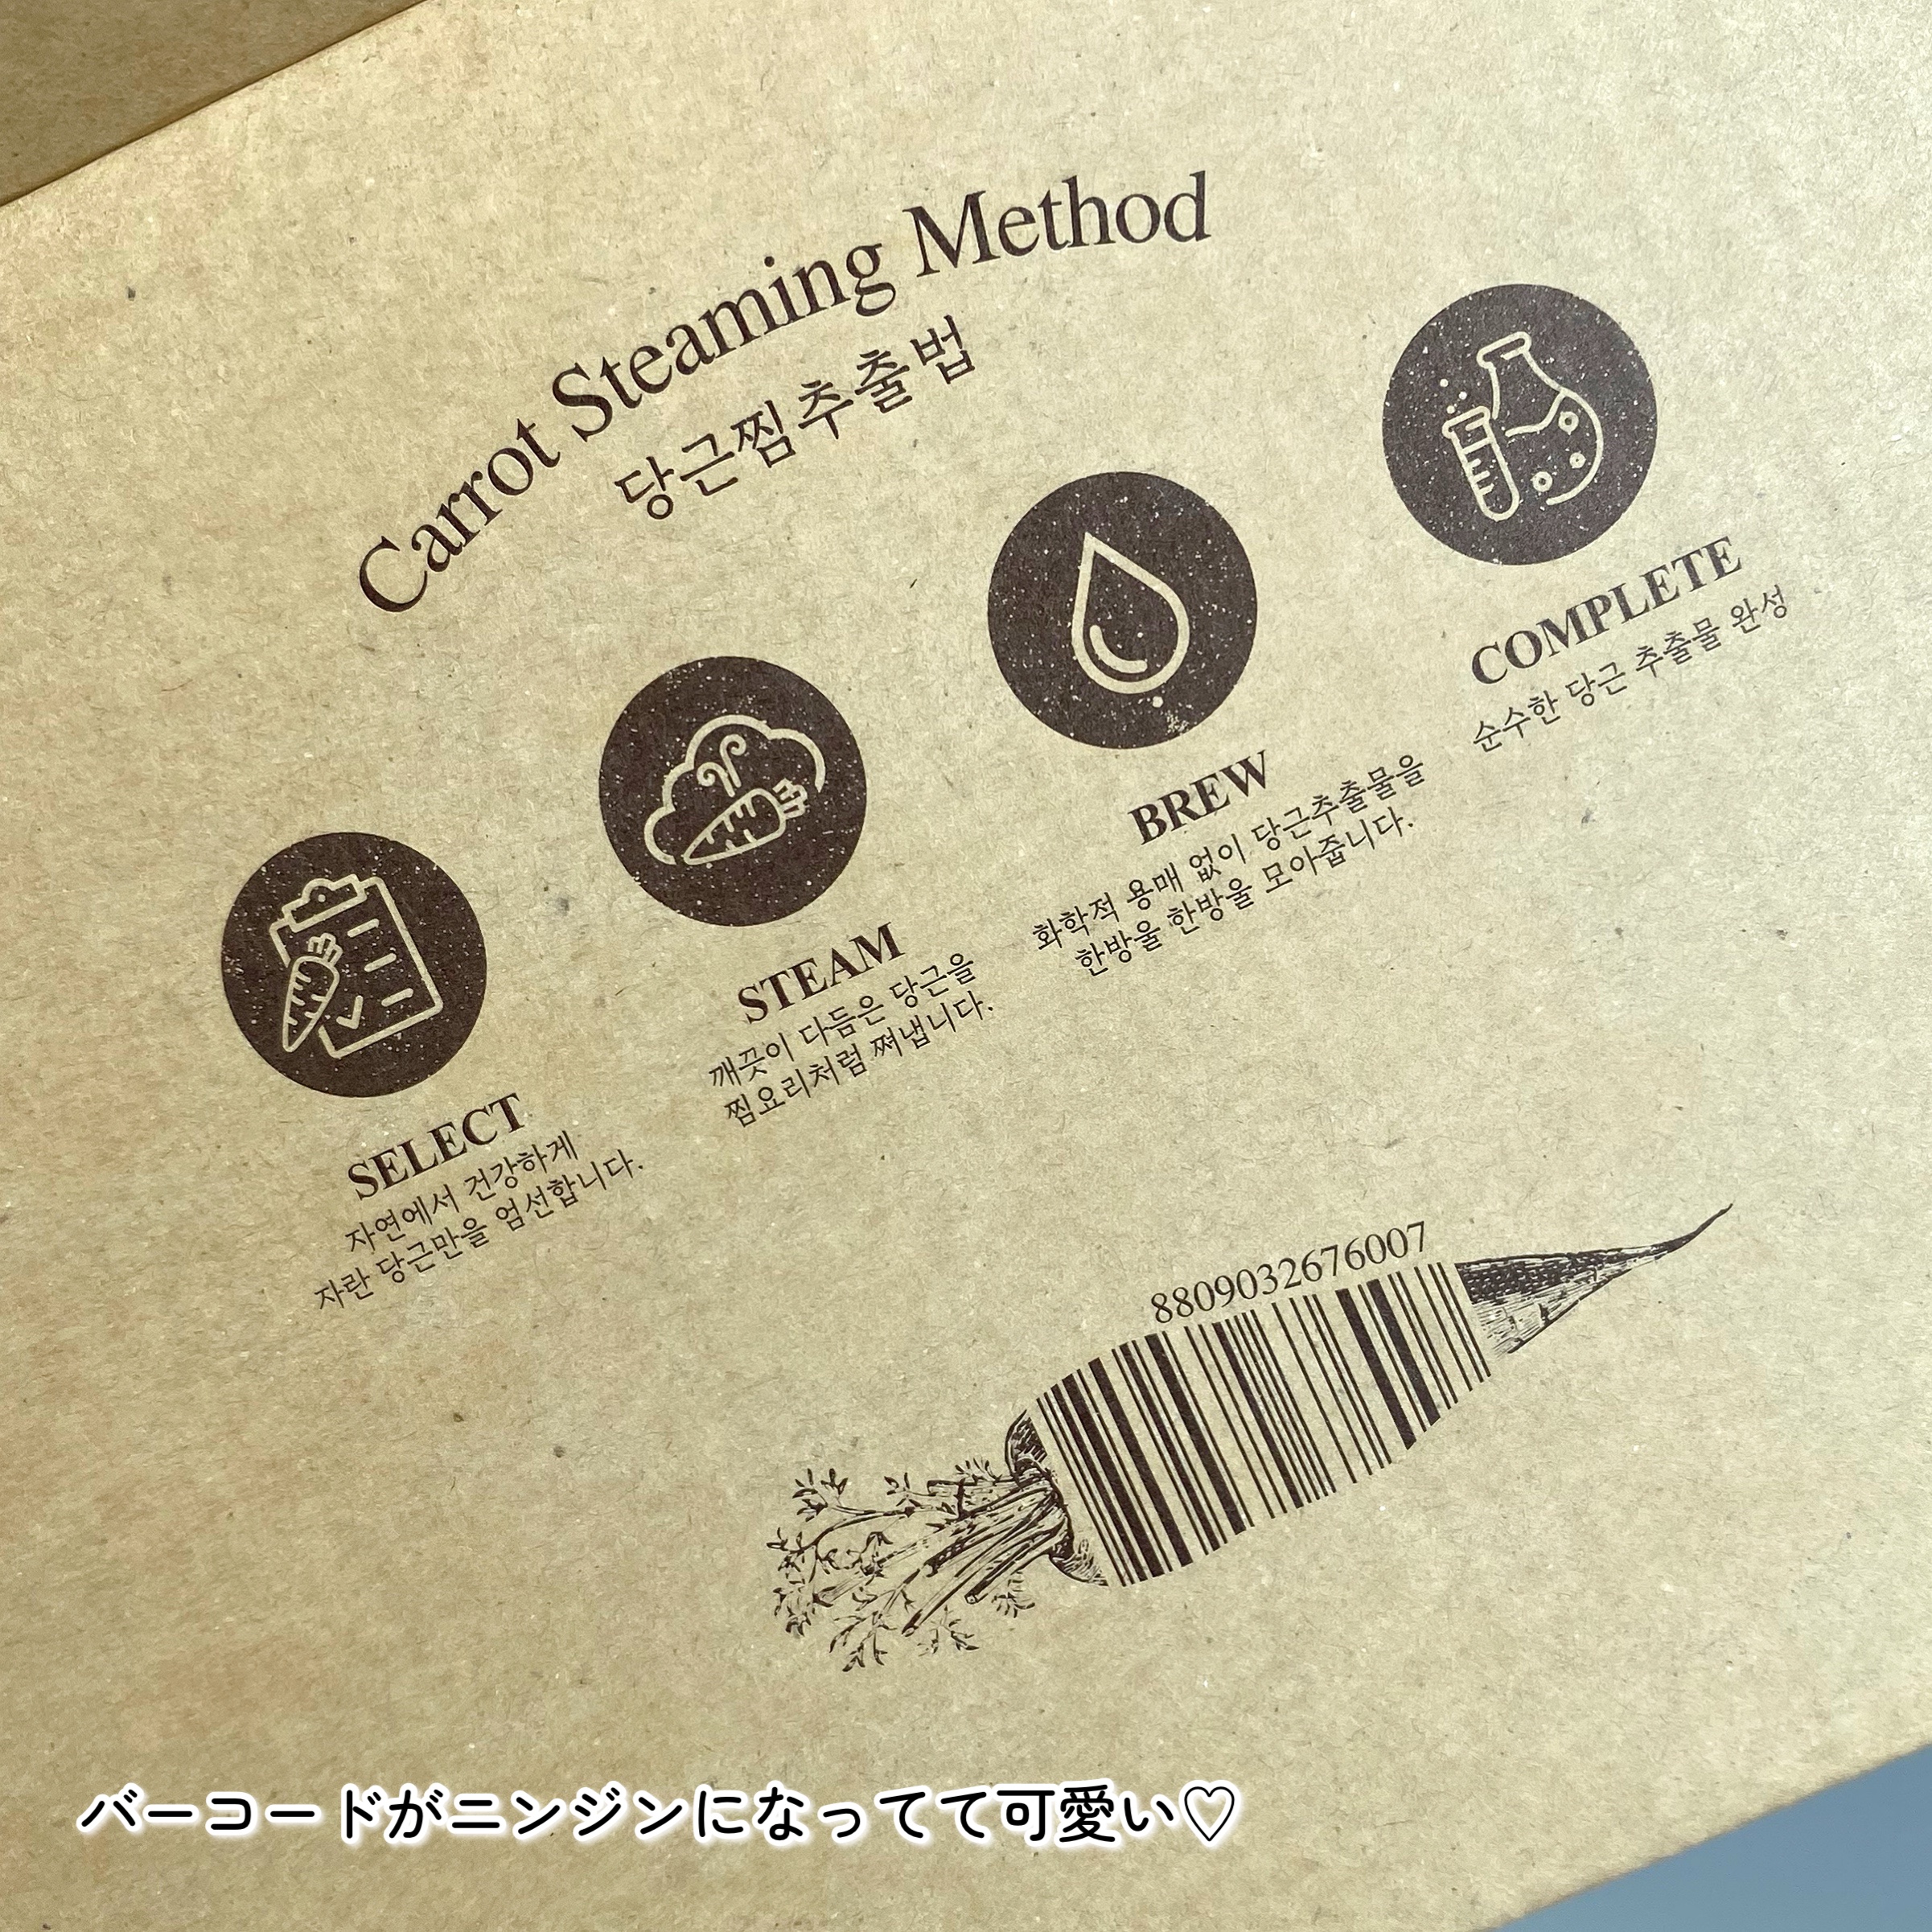 Carrot Steaming Method
당근찜추출법
SELECT
자연에서 건강하게
자란 당근만을 엄선합니다.
STEAM
깨끗이 다듬은 당근을
찜요리처럼 쪄냅니다.
BREW
화학적 용매 없이 당근추출물을
한방울 한방울 모아줍니다.
COMPLETE
순수한 당근 추출물 완성
8809032676007
バーコードがニンジンになってて可愛い♡